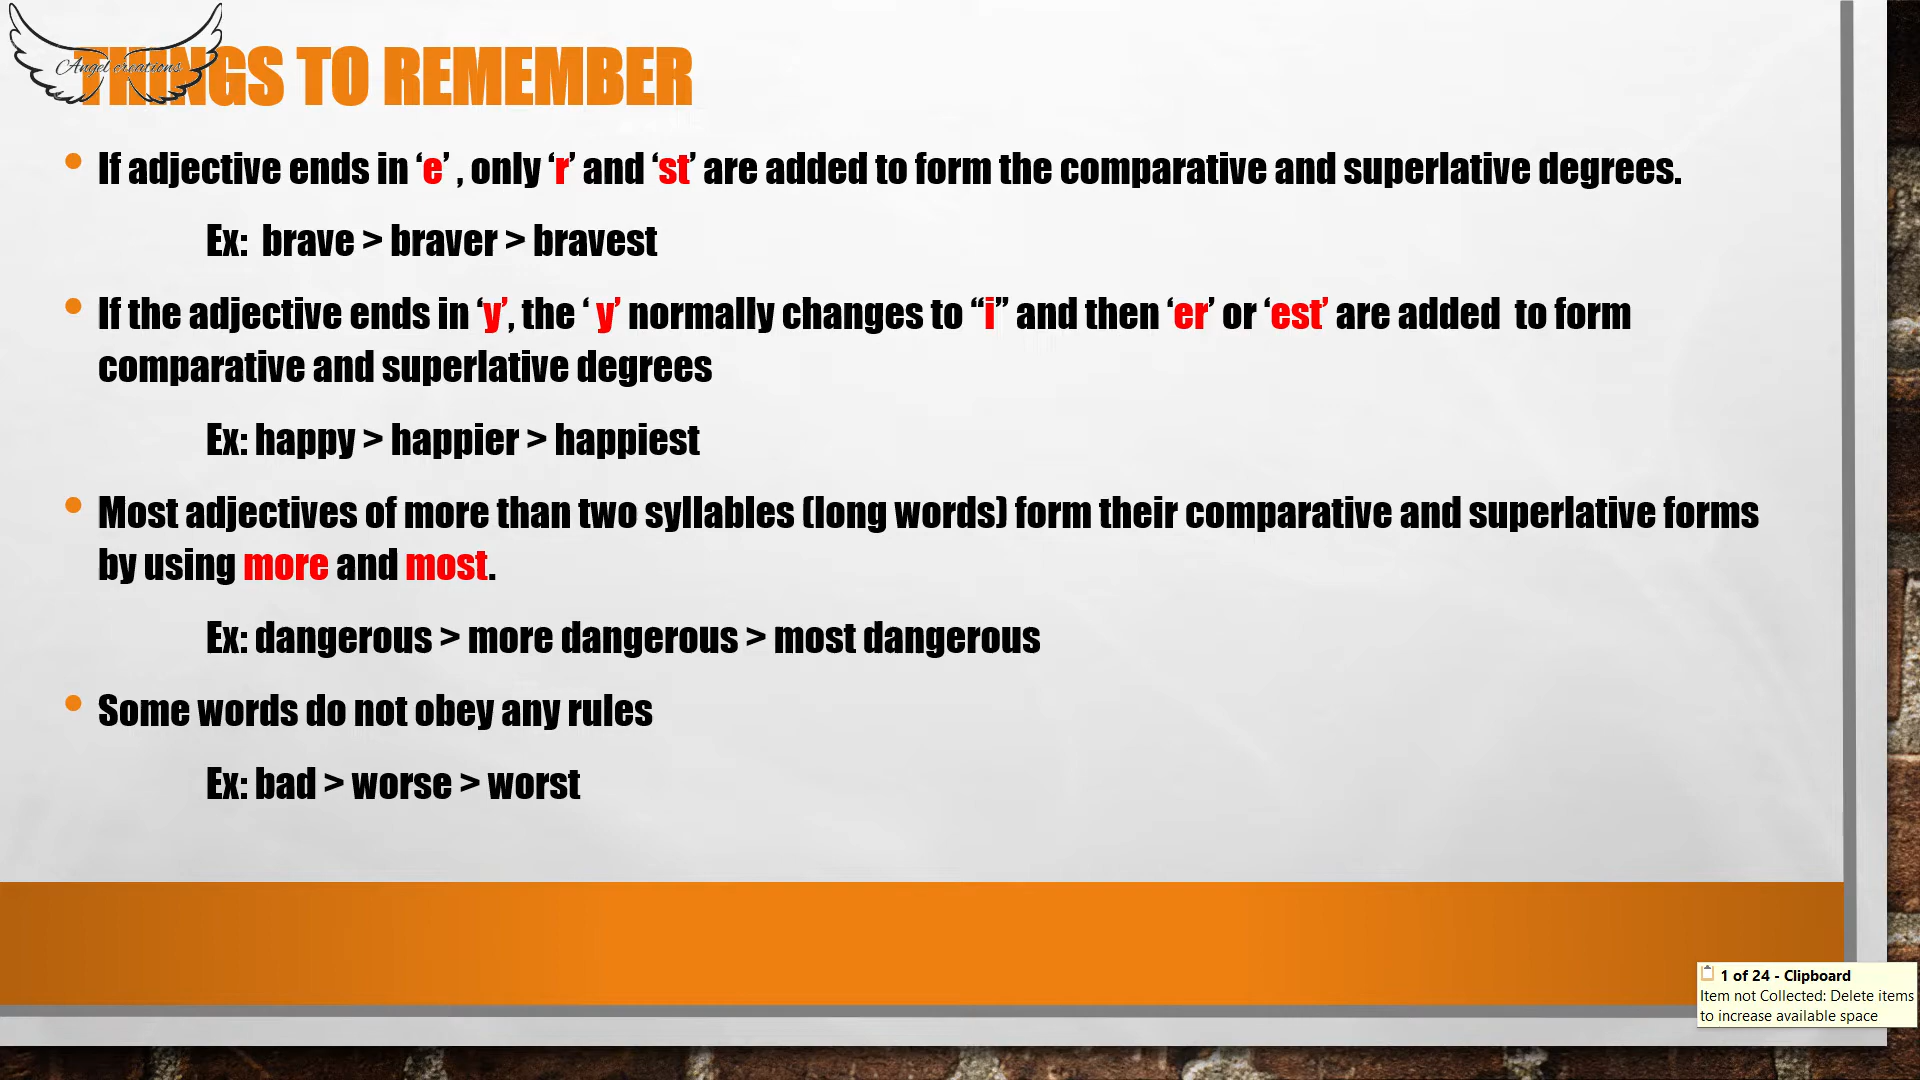 Angel creations
THINGS TO REMEMBER
• If adjective ends in ‘e’ , only ‘r’ and ‘st’ are added to form the comparative and superlative degrees.
Ex:  brave > braver > bravest
• If the adjective ends in ‘y’, the ‘ y’ normally changes to “i” and then ‘er’ or ‘est’ are added  to form
comparative and superlative degrees
Ex: happy > happier > happiest
• Most adjectives of more than two syllables (long words) form their comparative and superlative forms
by using more and most.
Ex: dangerous > more dangerous > most dangerous
• Some words do not obey any rules
Ex: bad > worse > worst
1 of 24 - Clipboard
Item not Collected: Delete items
to increase available space